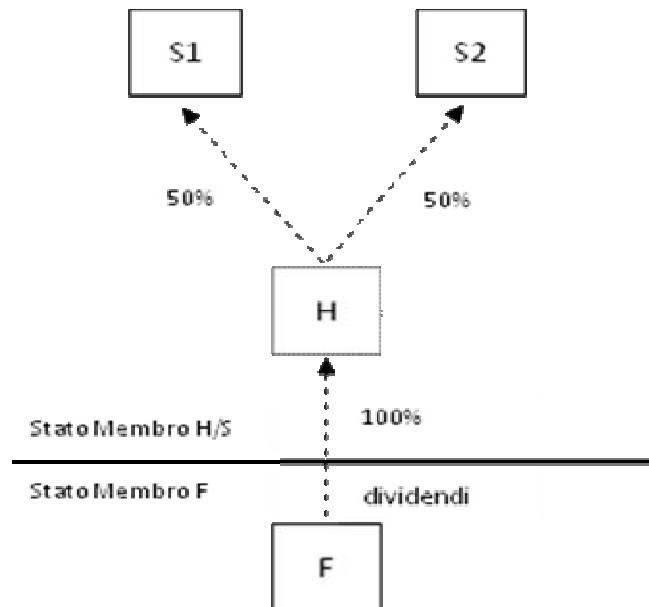 S1
S2
50%
50%
H
100%
Stato Membro H/S
Stato Membro F
dividendi
F